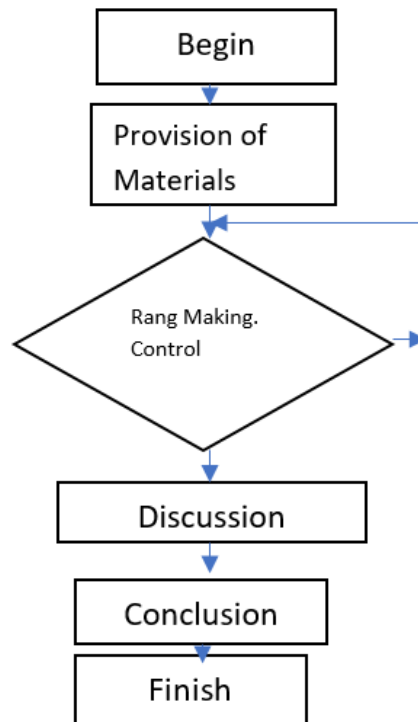 Begin
Provision of
Materials
Rang Making.
Control
Discussion
Conclusion
Finish